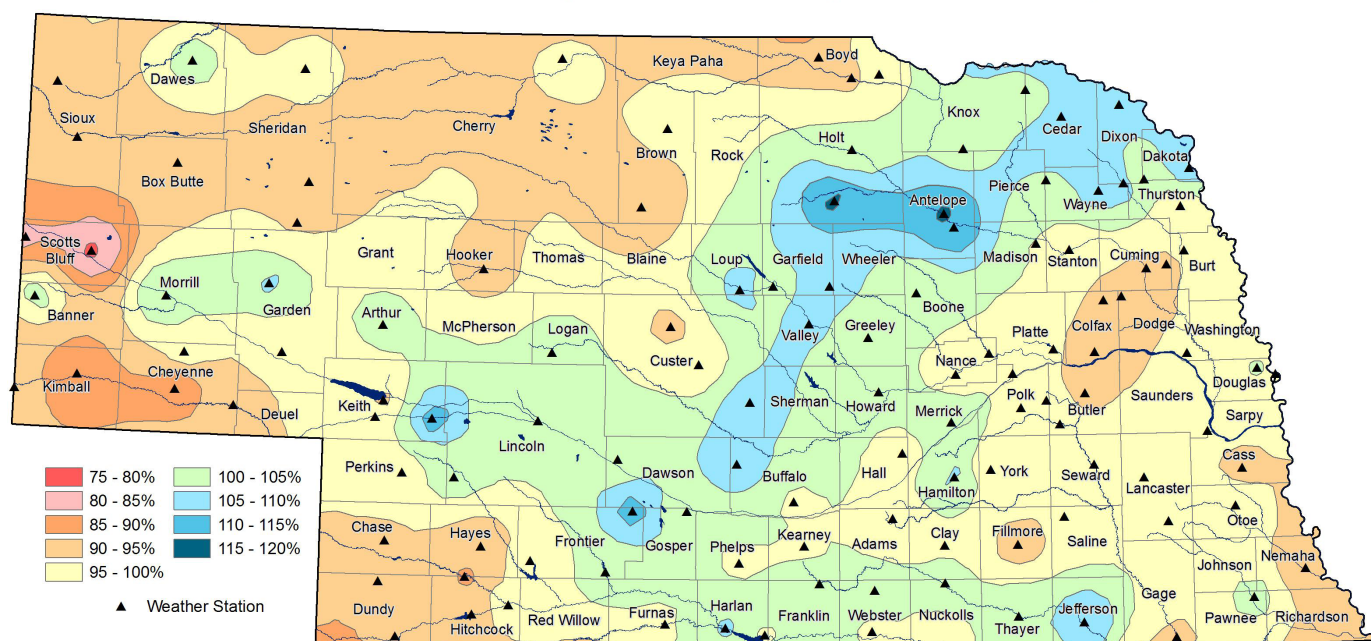 Dawes
Keya Paha
Boyd
Sioux
Sheridan
Cherry
Knox
Cedar
Dixon
Holt
Brown
Rock
Dakota
Box Butte
Pierce
Antelope
Wayne
Thurston
Scotts
Bluff
Grant
Hooker
Thomas
Blaine
Loup
Garfield
Wheeler
Madison
Stanton
Cuming
Burt
Morrill
Garden
Banner
Arthur
McPherson
Logan
Boone
Valley
Greeley
Platte
Colfax
Dodge
Washington
Custer
Nance
Kimball
Cheyenne
Deuel
Keith
Sherman
Howard
Merrick
Polk
Butler
Saunders
Douglas
Sarpy
Lincoln
Perkins
Dawson
Buffalo
Hall
Hamilton
York
Seward
Lancaster
Cass
75 - 80%
80 - 85%
85 - 90%
90 - 95%
95 - 100%
100 - 105%
105 - 110%
110 - 115%
115 - 120%
Weather Station
Chase
Hayes
Frontier
Gosper
Phelps
Kearney
Adams
Clay
Fillmore
Saline
Otoe
Johnson
Nemaha
Dundy
Hitchcock
Red Willow
Furnas
Harlan
Franklin
Webster
Nuckolls
Thayer
Jefferson
Gage
Pawnee
Richardson